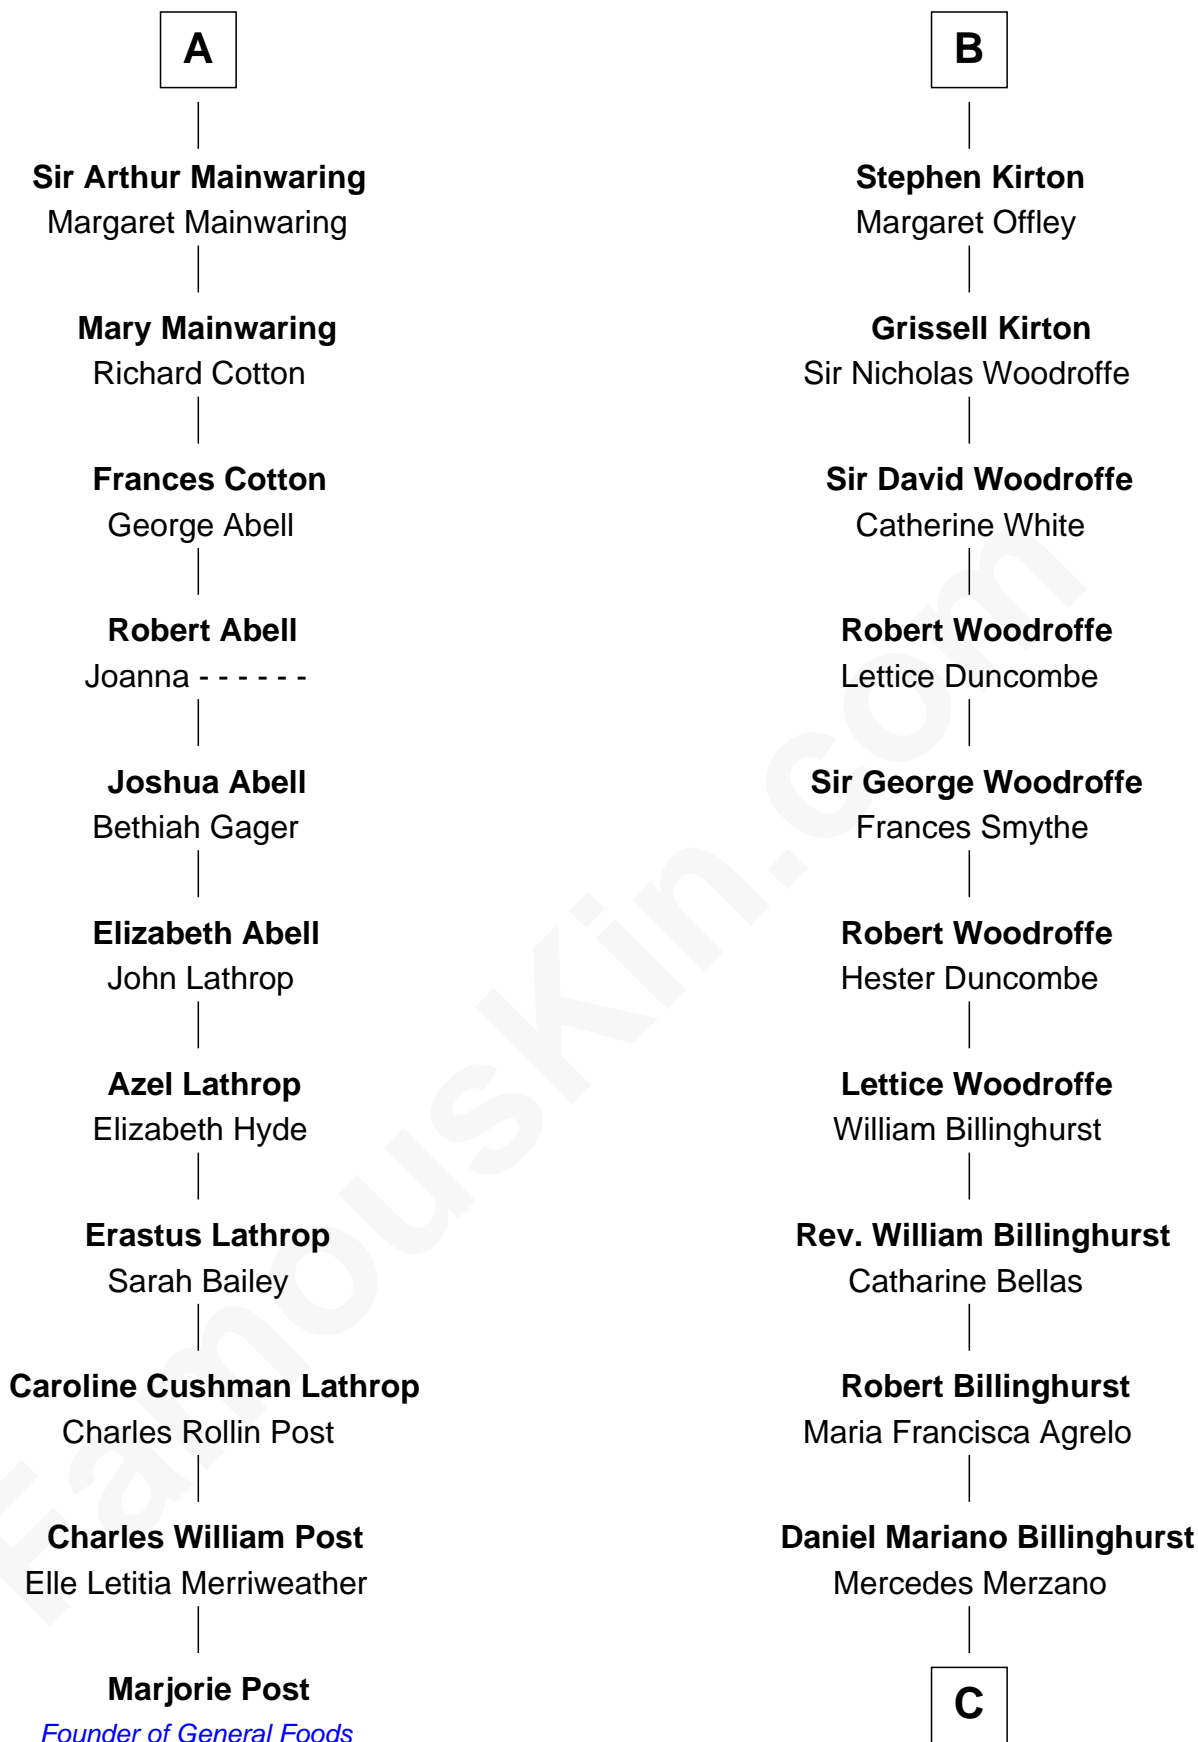 A
Sir Arthur Mainwaring
Margaret Mainwaring
Mary Mainwaring
Richard Cotton
Frances Cotton
George Abell
Robert Abell
Joanna - - - - - -
Joshua Abell
Bethiah Gager
Elizabeth Abell
John Lathrop
Azel Lathrop
Elizabeth Hyde
Erastus Lathrop
Sarah Bailey
Caroline Cushman Lathrop
Charles Rollin Post
Charles William Post
Elle Letitia Merriweather
Marjorie Post
Founder of General Foods
B
Stephen Kirton
Margaret Offley
Grissell Kirton
Sir Nicholas Woodroffe
Sir David Woodroffe
Catherine White
Robert Woodroffe
Lettice Duncombe
Sir George Woodroffe
Frances Smythe
Robert Woodroffe
Hester Duncombe
Lettice Woodroffe
William Billinghurst
Rev. William Billinghurst
Catharine Bellas
Robert Billinghurst
Maria Francisca Agrelo
Daniel Mariano Billinghurst
Mercedes Merzano
C
FamousKin.com